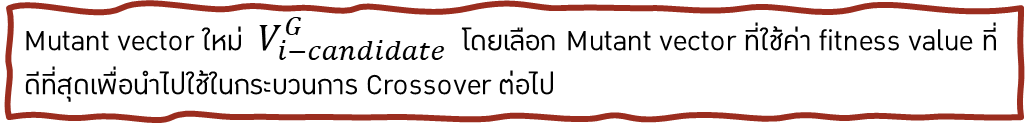 Mutant vector ใหม่ V_{i-candidate}^{G} โดยเลือก Mutant vector ที่ใช้ค่า fitness value ที่
ดีที่สุดเพื่อนำไปใช้ในกระบวนการ Crossover ต่อไป